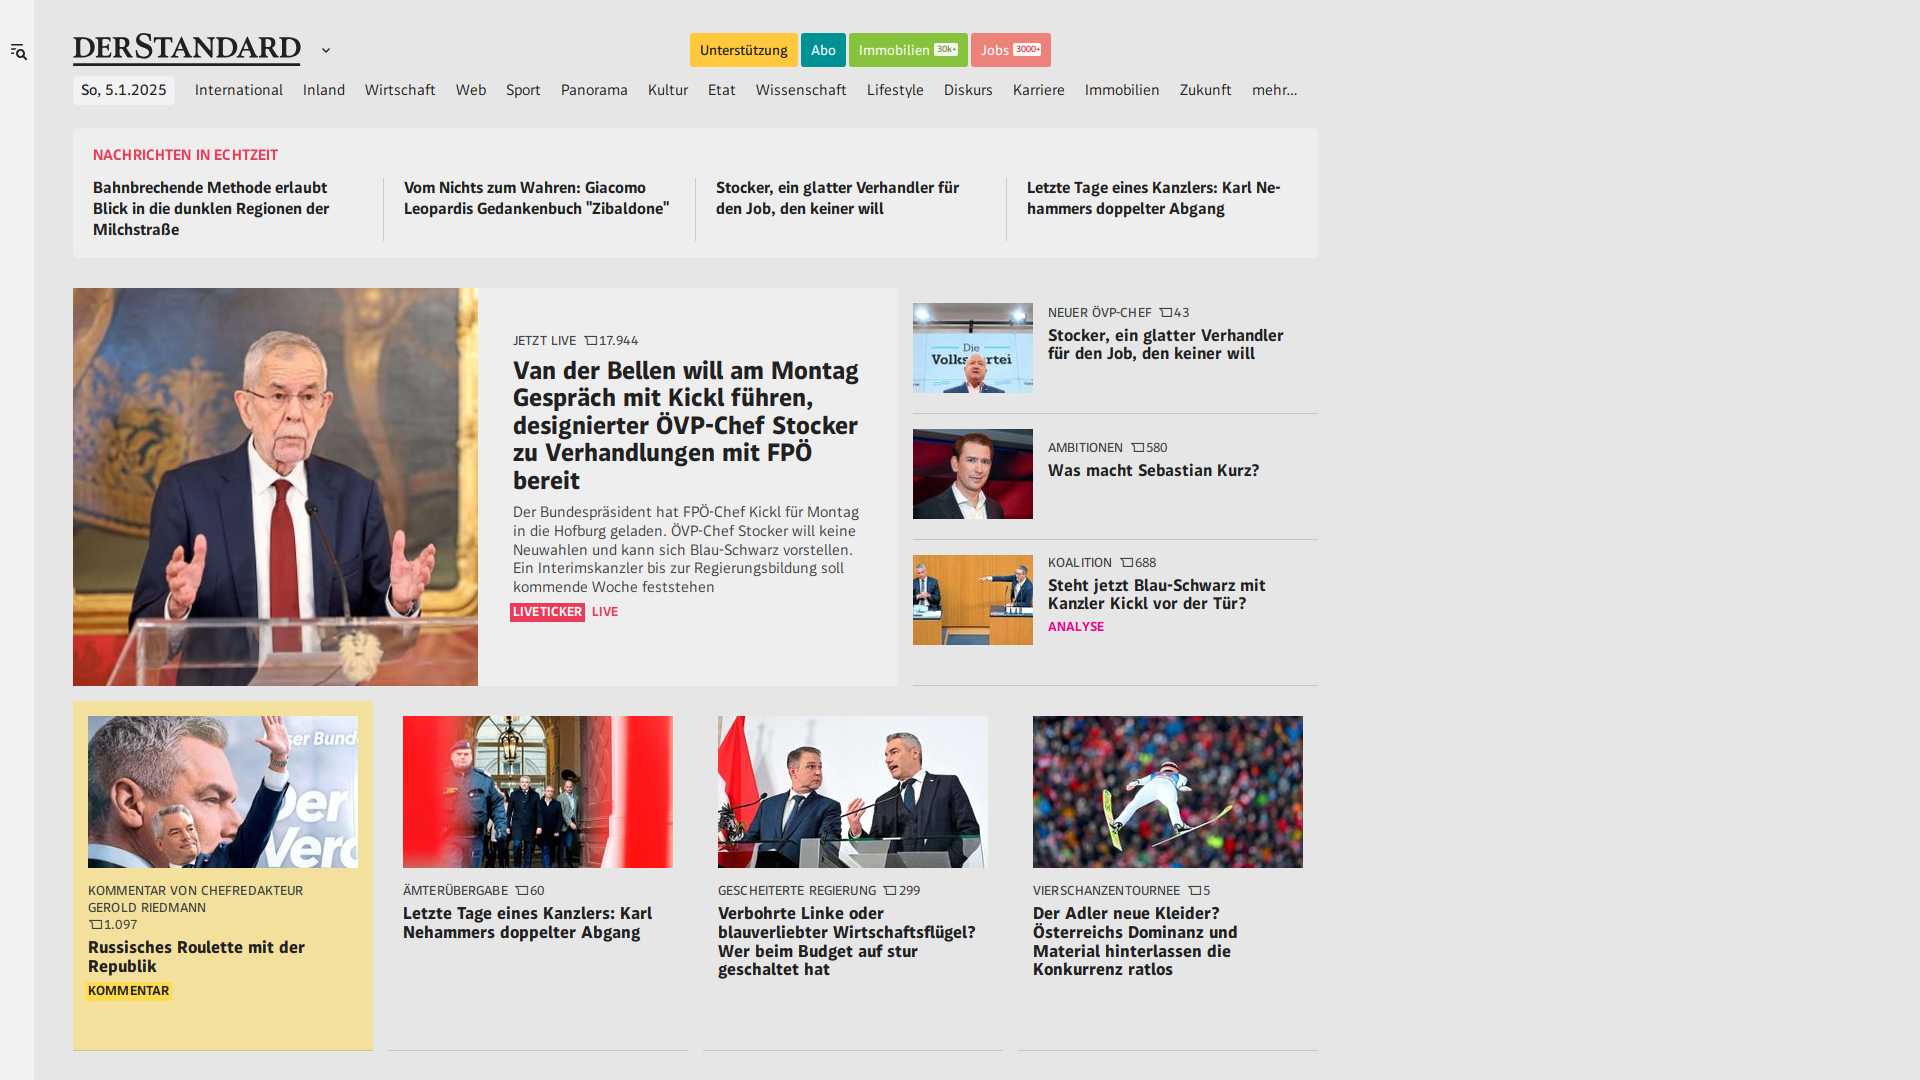 DERSTANDARD
Unterstützung
Abo
Immobilien 30k+
Jobs 3000+
So, 5.1.2025 International Inland Wirtschaft Web Sport Panorama Kultur Etat Wissenschaft Lifestyle Diskurs Karriere Immobilien Zukunft mehr…
NACHRICHTEN IN ECHTZEIT
Bahnbrechende Methode erlaubt
Blick in die dunklen Regionen der
Milchstraße
Vom Nichts zum Wahren: Giacomo
Leopardis Gedankenbuch "Zibaldone"
Stocker, ein glatter Verhandler für
den Job, den keiner will
Letzte Tage eines Kanzlers: Karl Ne-
hammers doppelter Abgang
JETZT LIVE 17.944
Van der Bellen will am Montag
Gespräch mit Kickl führen,
designierter ÖVP-Chef Stocker
zu Verhandlungen mit FPÖ
bereit
Der Bundespräsident hat FPÖ-Chef Kickl für Montag
in die Hofburg geladen. ÖVP-Chef Stocker will keine
Neuwahlen und kann sich Blau-Schwarz vorstellen.
Ein Interimskanzler bis zur Regierungsbildung soll
kommende Woche feststehen
LIVETICKER LIVE
Die
NEUER ÖVP-CHEF 43
Stocker, ein glatter Verhandler
für den Job, den keiner will
AMBITIONEN 580
Was macht Sebastian Kurz?
KOALITION 688
Steht jetzt Blau-Schwarz mit
Kanzler Kickl vor der Tür?
ANALYSE
Der
KOMMENTAR VON CHEFREDAKTEUR
GEROLD RIEDMANN
1.097
Russisches Roulette mit der
Republik
KOMMENTAR
ÄMTERÜBERGABE 60
Letzte Tage eines Kanzlers: Karl
Nehammers doppelter Abgang
GESCHEITERTE REGIERUNG 299
Verbohrte Linke oder
blauverliebter Wirtschaftsflügel?
Wer beim Budget auf stur
geschaltet hat
VIERSCHANZENTOURNEE 5
Der Adler neue Kleider?
Österreichs Dominanz und
Material hinterlassen die
Konkurrenz ratlos